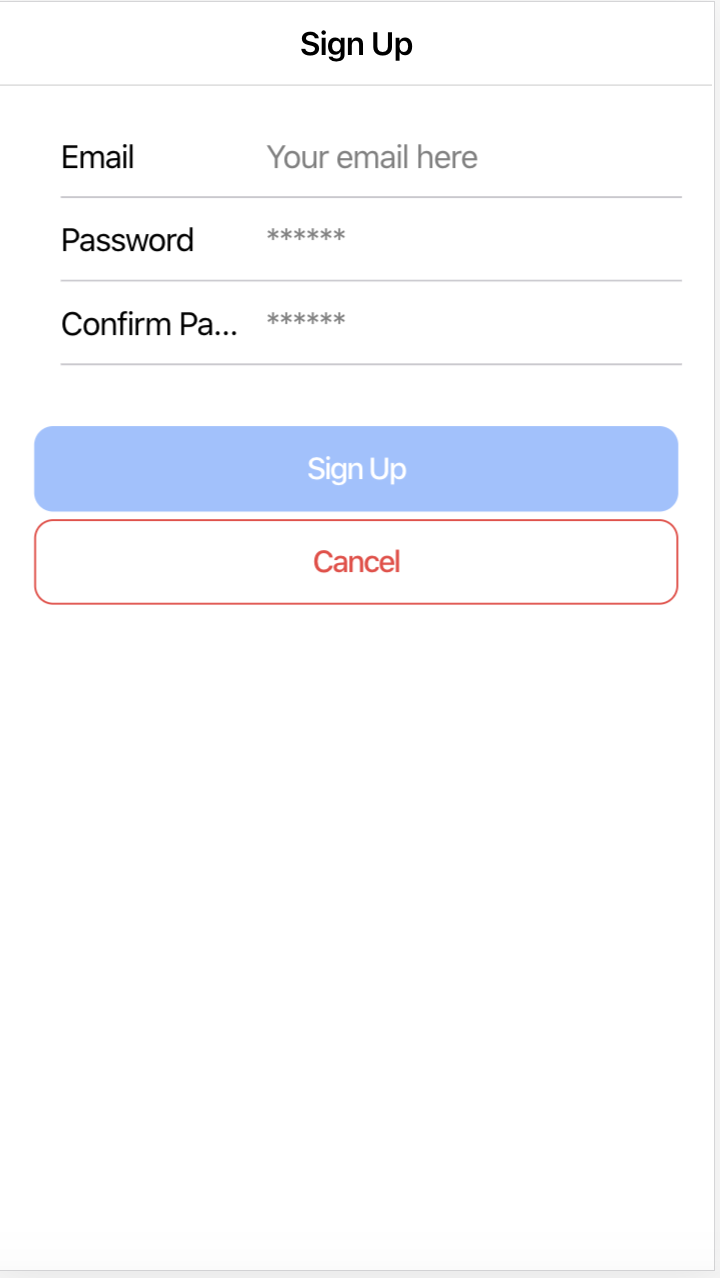 Sign Up
Email Your email here
Password ******
Confirm Pa... ******
Sign Up
Cancel